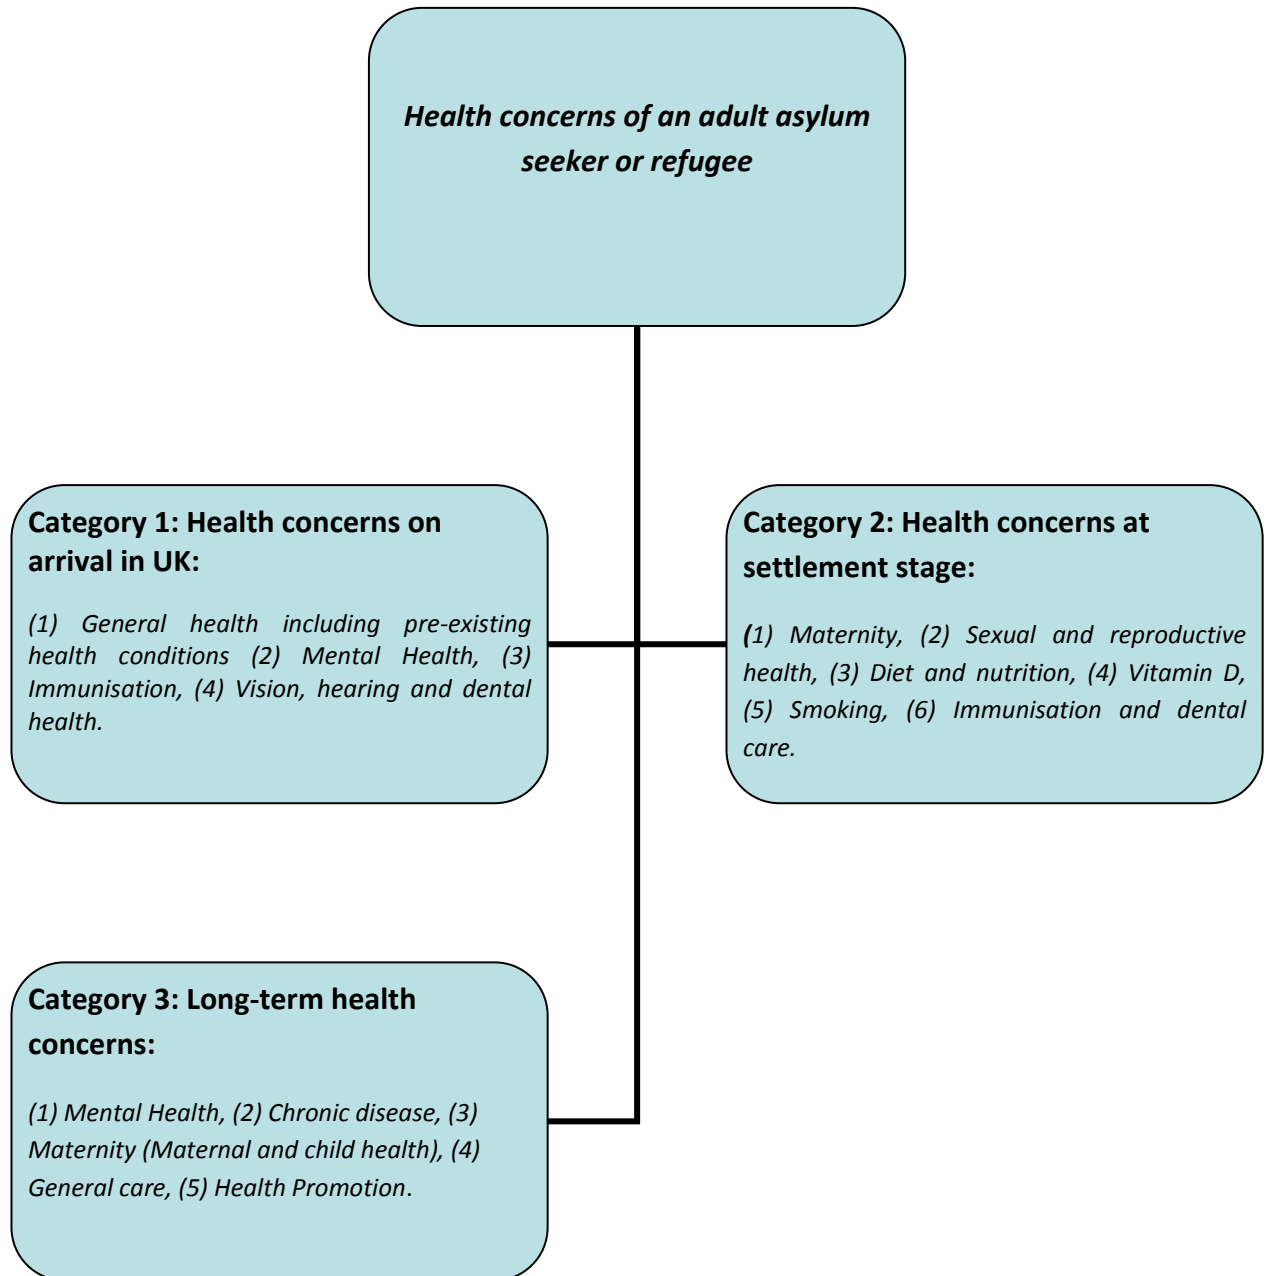 Health concerns of an adult asylum
seeker or refugee
Category 1: Health concerns on
arrival in UK:
(1) General health including pre-existing
health conditions (2) Mental Health, (3)
Immunisation, (4) Vision, hearing and dental
health.
Category 2: Health concerns at
settlement stage:
(1) Maternity, (2) Sexual and reproductive
health, (3) Diet and nutrition, (4) Vitamin D,
(5) Smoking, (6) Immunisation and dental
care.
Category 3: Long-term health
concerns:
(1) Mental Health, (2) Chronic disease, (3)
Maternity (Maternal and child health), (4)
General care, (5) Health Promotion.